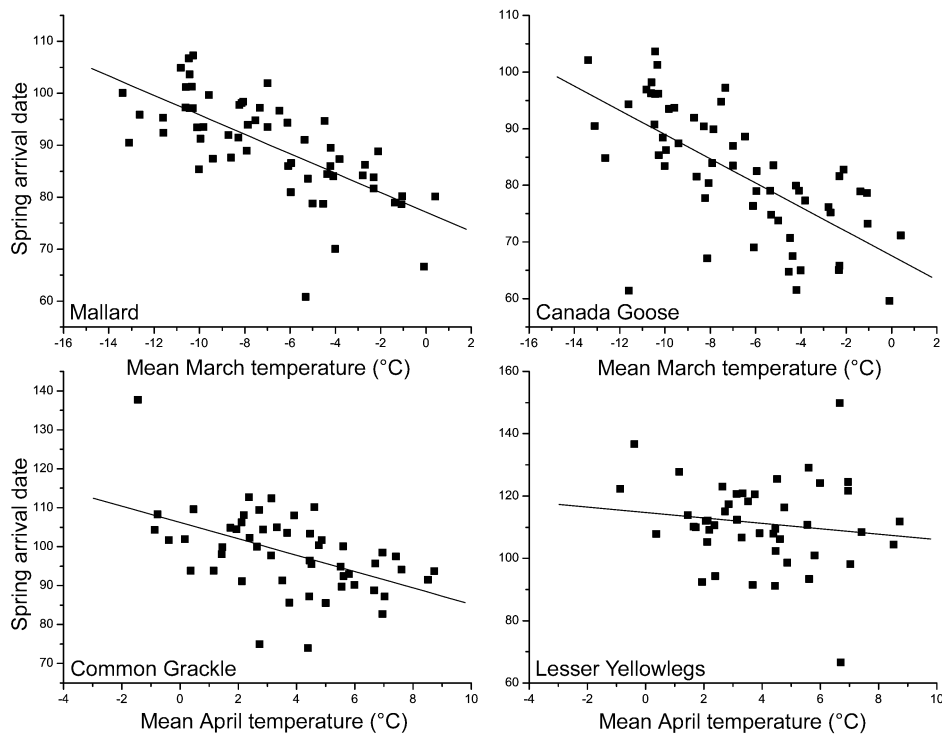 110
100
90
80
70
60
Spring arrival date
Mallard
-16 -14 -12 -10 -8 -6 -4 -2 0 2
Mean March temperature (°C)
110
100
90
80
70
60
Canada Goose
-16 -14 -12 -10 -8 -6 -4 -2 0 2
Mean March temperature (°C)
140
130
120
110
100
90
80
70
Spring arrival date
Common Grackle
-4 -2 0 2 4 6 8 10
Mean April temperature (°C)
160
140
120
100
80
60
Lesser Yellowlegs
-4 -2 0 2 4 6 8 10
Mean April temperature (°C)